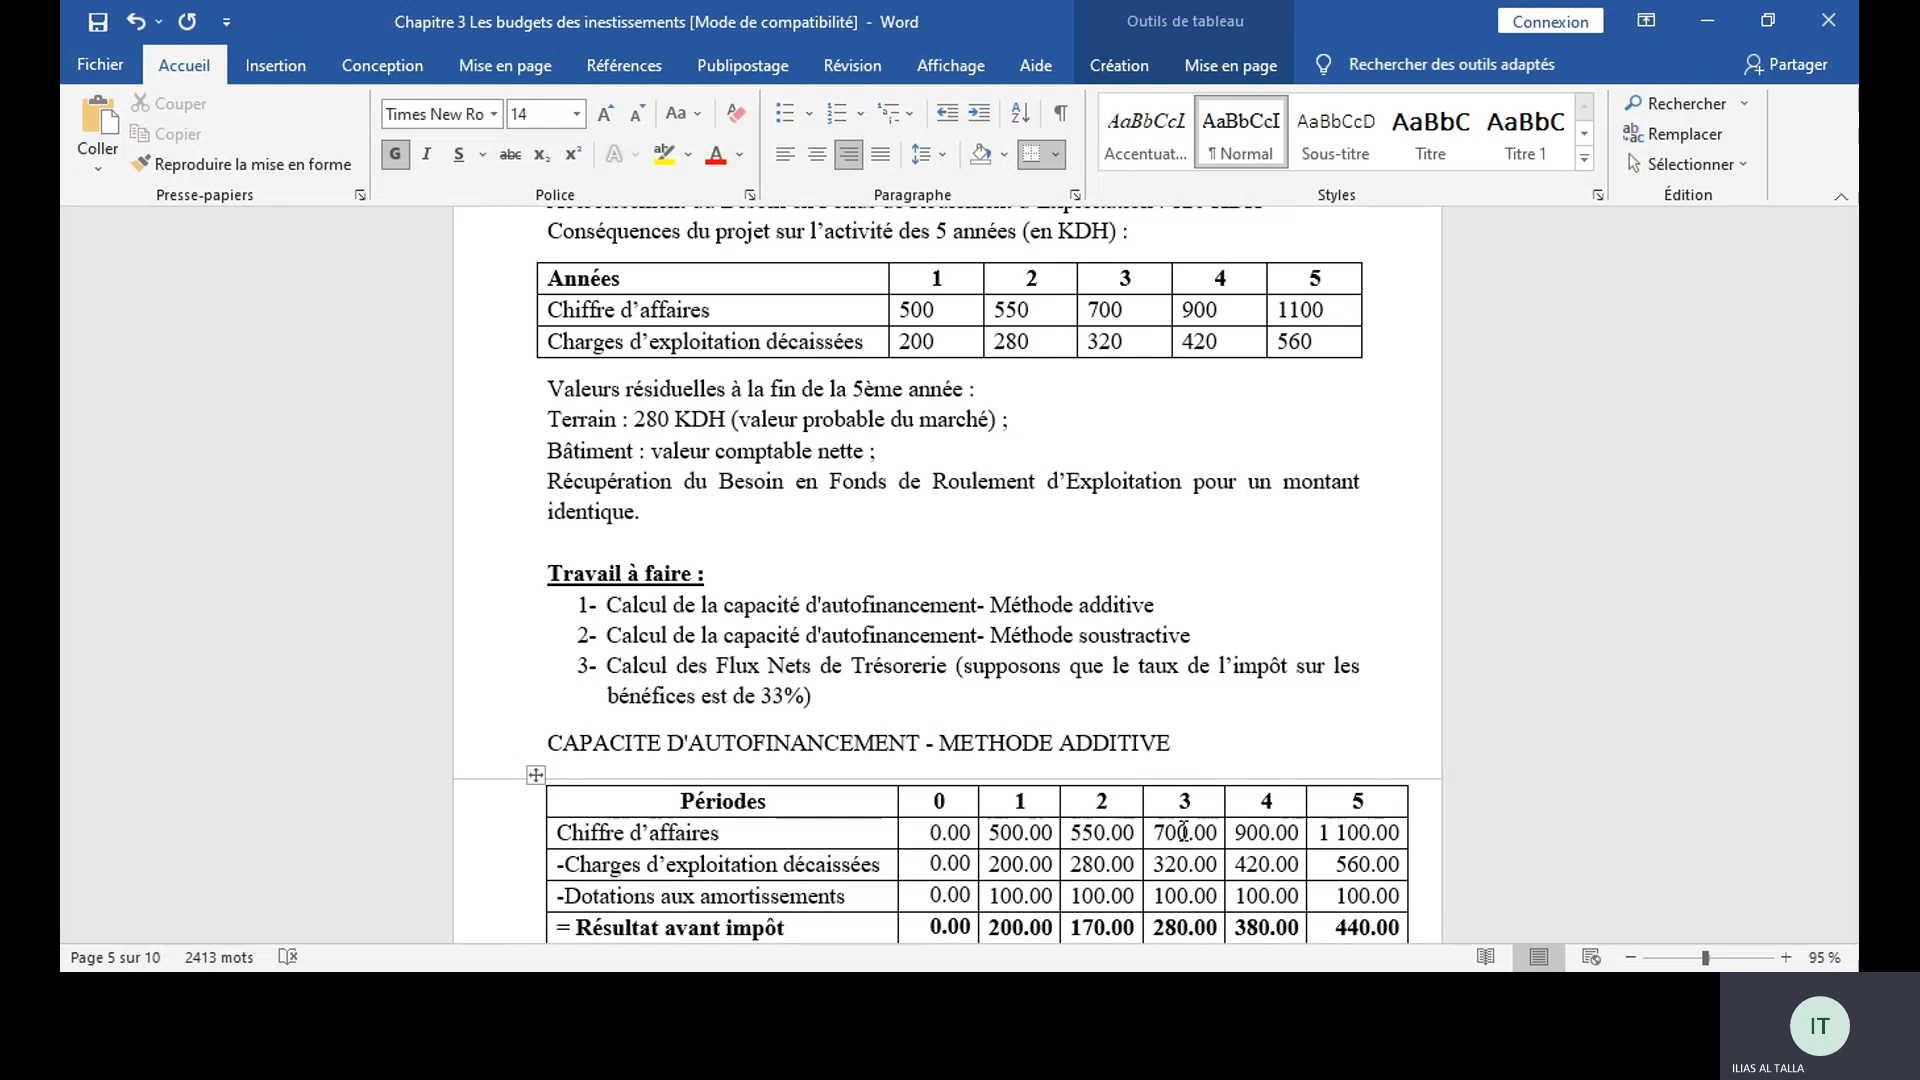 Chapitre 3 Les budgets des inestissements [Mode de compatibilité] - Word
Outils de tableau
Connexion
Fichier Accueil Insertion Conception Mise en page Références Publipostage Révision Affichage Aide Création Mise en page Rechercher des outils adaptés Partager
Coller
Couper
Copier
Reproduire la mise en forme
Presse-papiers
Times New Ro 14
G I S abc x₂ x²
Police
Paragraphe
AaBbCcI AaBbCcI AaBbCcD AaBbC AaBbC
Accentuat... ¶ Normal Sous-titre Titre Titre 1
Styles
Rechercher
Remplacer
Sélectionner
Édition
Conséquences du projet sur l’activité des 5 années (en KDH) :
Années 1 2 3 4 5
Chiffre d’affaires 500 550 700 900 1100
Charges d’exploitation décaissées 200 280 320 420 560
Valeurs résiduelles à la fin de la 5ème année :
Terrain : 280 KDH (valeur probable du marché) ;
Bâtiment : valeur comptable nette ;
Récupération du Besoin en Fonds de Roulement d’Exploitation pour un montant
identique.
Travail à faire :
1- Calcul de la capacité d'autofinancement- Méthode additive
2- Calcul de la capacité d'autofinancement- Méthode soustractive
3- Calcul des Flux Nets de Trésorerie (supposons que le taux de l’impôt sur les
bénéfices est de 33%)
CAPACITE D'AUTOFINANCEMENT - METHODE ADDITIVE
Périodes 0 1 2 3 4 5
Chiffre d’affaires 0.00 500.00 550.00 700.00 900.00 1 100.00
-Charges d’exploitation décaissées 0.00 200.00 280.00 320.00 420.00 560.00
-Dotations aux amortissements 0.00 100.00 100.00 100.00 100.00 100.00
= Résultat avant impôt 0.00 200.00 170.00 280.00 380.00 440.00
Page 5 sur 10 2413 mots 95 %
IT
ILIAS AL TALLA